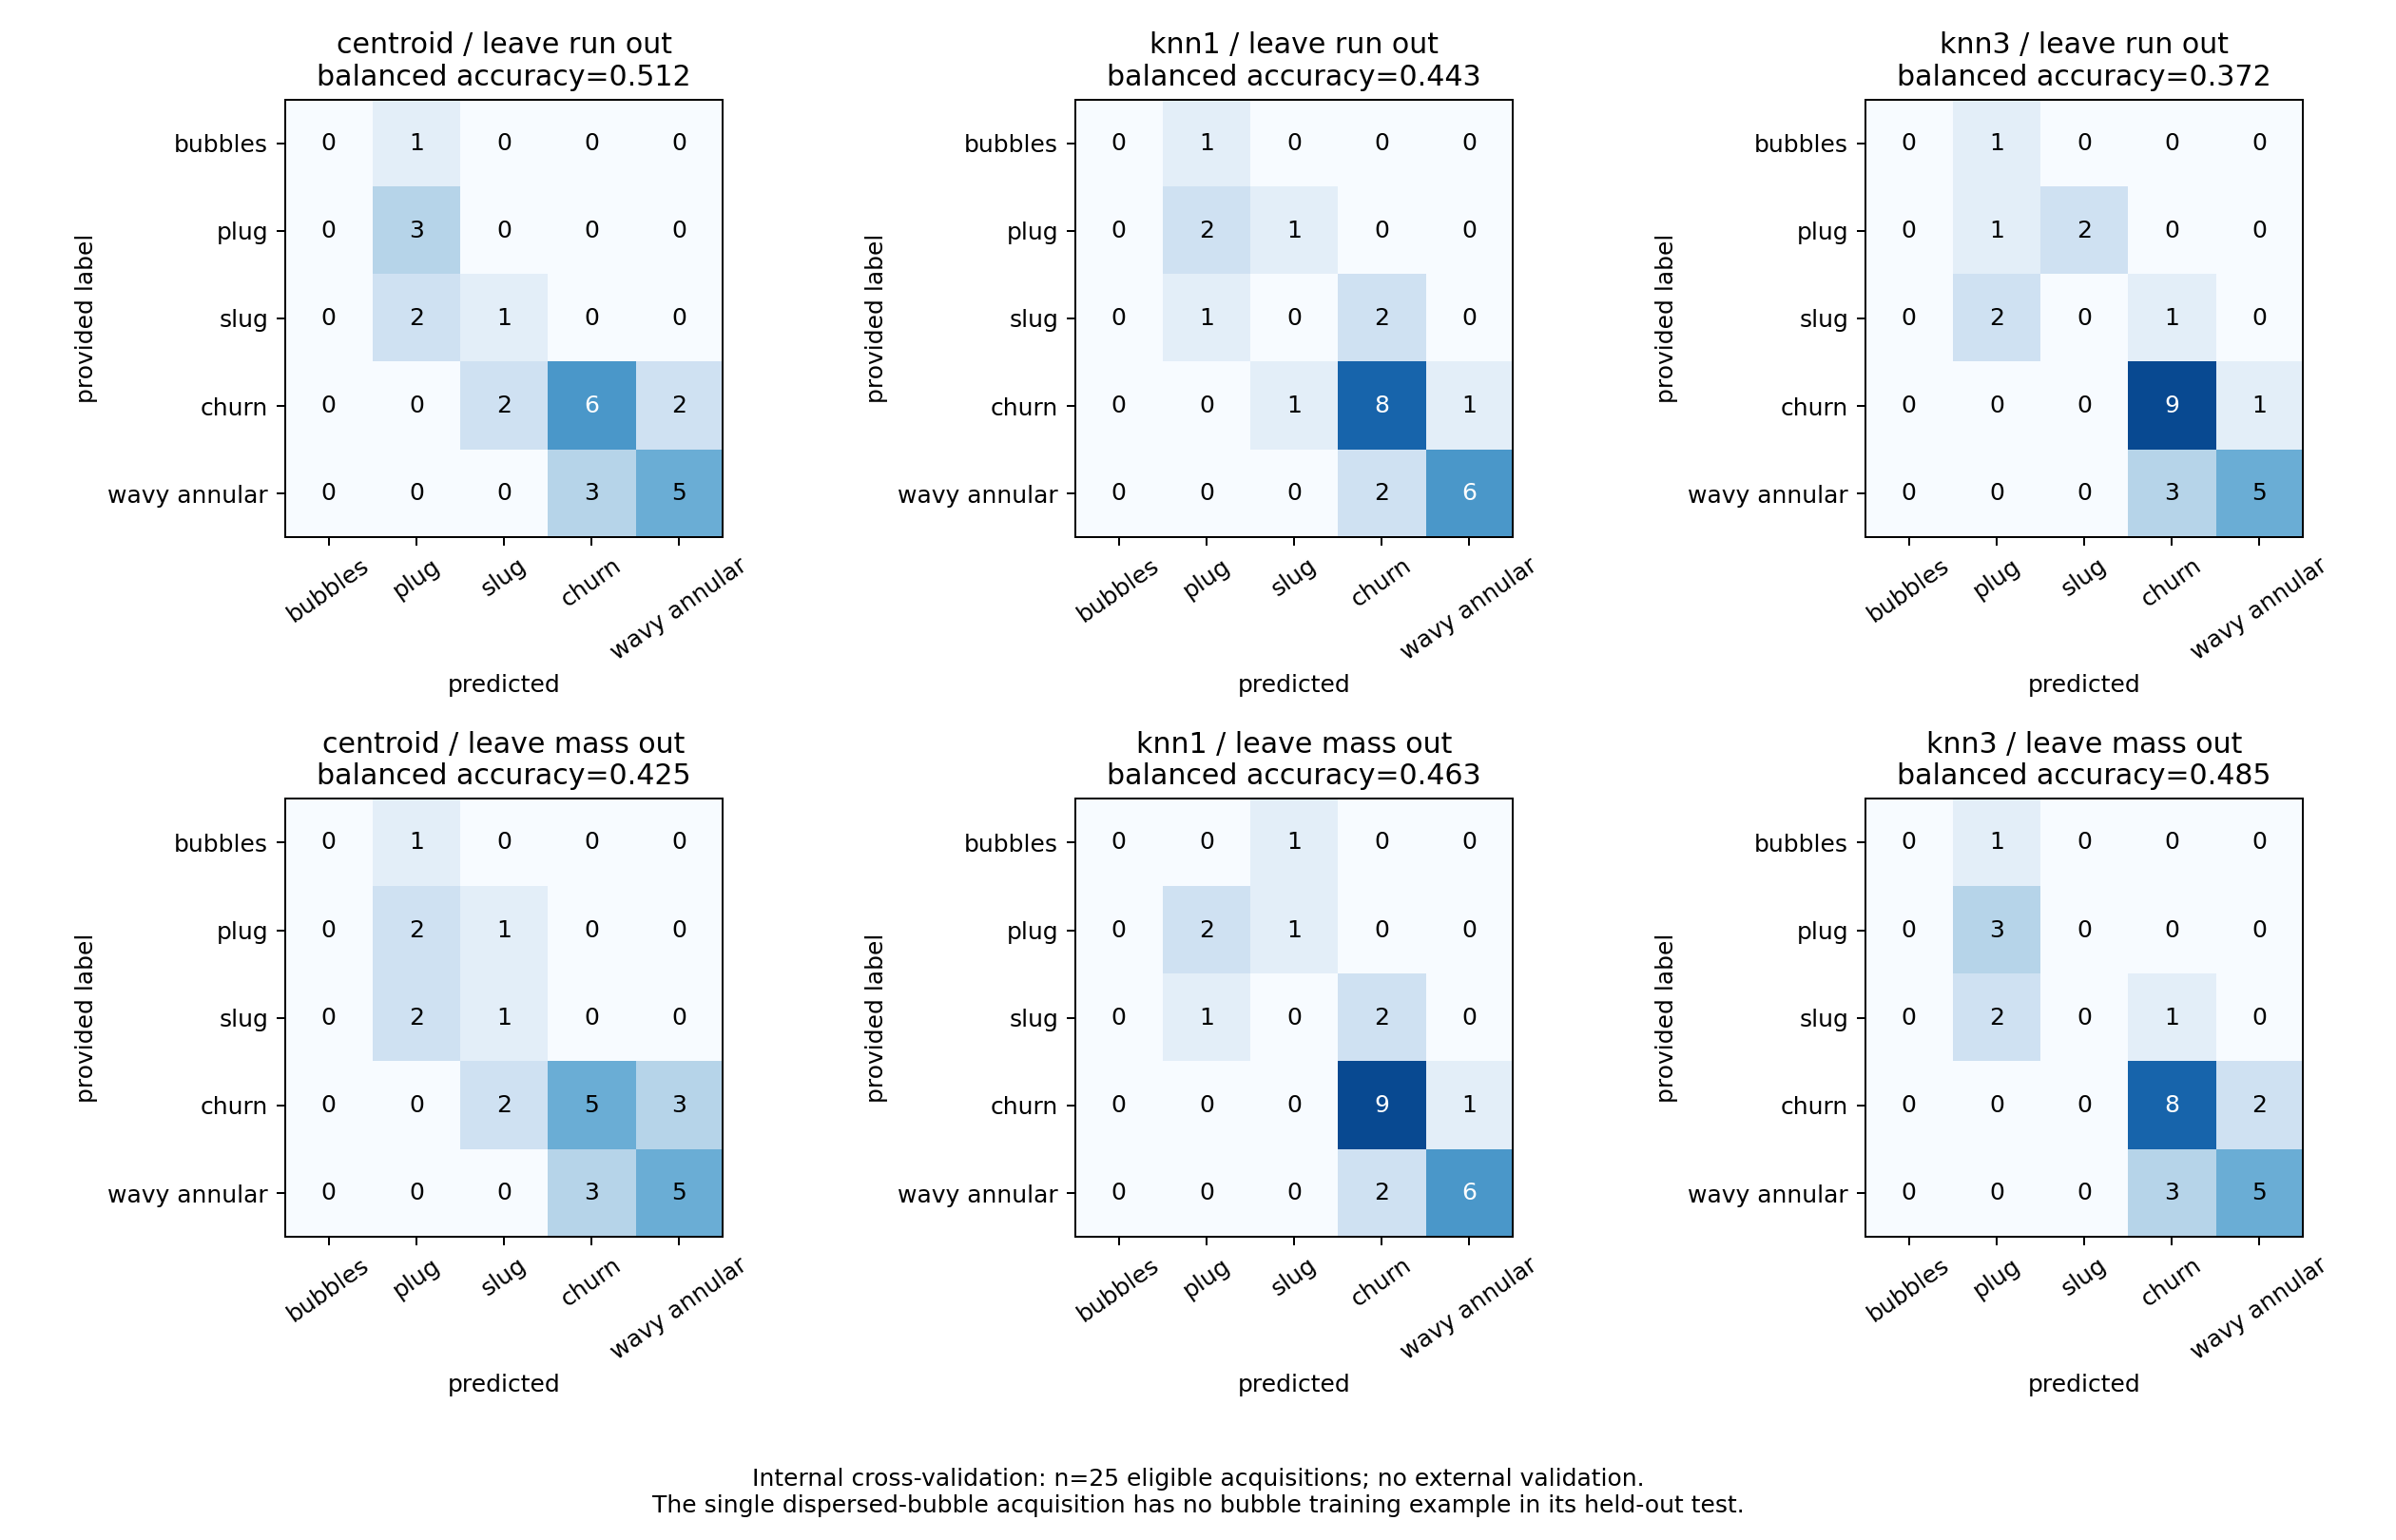 centroid / leave run out
balanced accuracy=0.512
provided label
bubbles 0 1 0 0 0
plug 0 3 0 0 0
slug 0 2 1 0 0
churn 0 0 2 6 2
wavy annular 0 0 0 3 5
bubbles plug slug churn wavy annular
predicted
knn1 / leave run out
balanced accuracy=0.443
provided label
bubbles 0 1 0 0 0
plug 0 2 1 0 0
slug 0 1 0 2 0
churn 0 0 1 8 1
wavy annular 0 0 0 2 6
bubbles plug slug churn wavy annular
predicted
knn3 / leave run out
balanced accuracy=0.372
provided label
bubbles 0 1 0 0 0
plug 0 1 2 0 0
slug 0 2 0 1 0
churn 0 0 0 9 1
wavy annular 0 0 0 3 5
bubbles plug slug churn wavy annular
predicted
centroid / leave mass out
balanced accuracy=0.425
provided label
bubbles 0 1 0 0 0
plug 0 2 1 0 0
slug 0 2 1 0 0
churn 0 0 2 5 3
wavy annular 0 0 0 3 5
bubbles plug slug churn wavy annular
predicted
knn1 / leave mass out
balanced accuracy=0.463
provided label
bubbles 0 0 1 0 0
plug 0 2 1 0 0
slug 0 1 0 2 0
churn 0 0 0 9 1
wavy annular 0 0 0 2 6
bubbles plug slug churn wavy annular
predicted
knn3 / leave mass out
balanced accuracy=0.485
provided label
bubbles 0 1 0 0 0
plug 0 3 0 0 0
slug 0 2 0 1 0
churn 0 0 0 8 2
wavy annular 0 0 0 3 5
bubbles plug slug churn wavy annular
predicted
Internal cross-validation: n=25 eligible acquisitions; no external validation.
The single dispersed-bubble acquisition has no bubble training example in its held-out test.